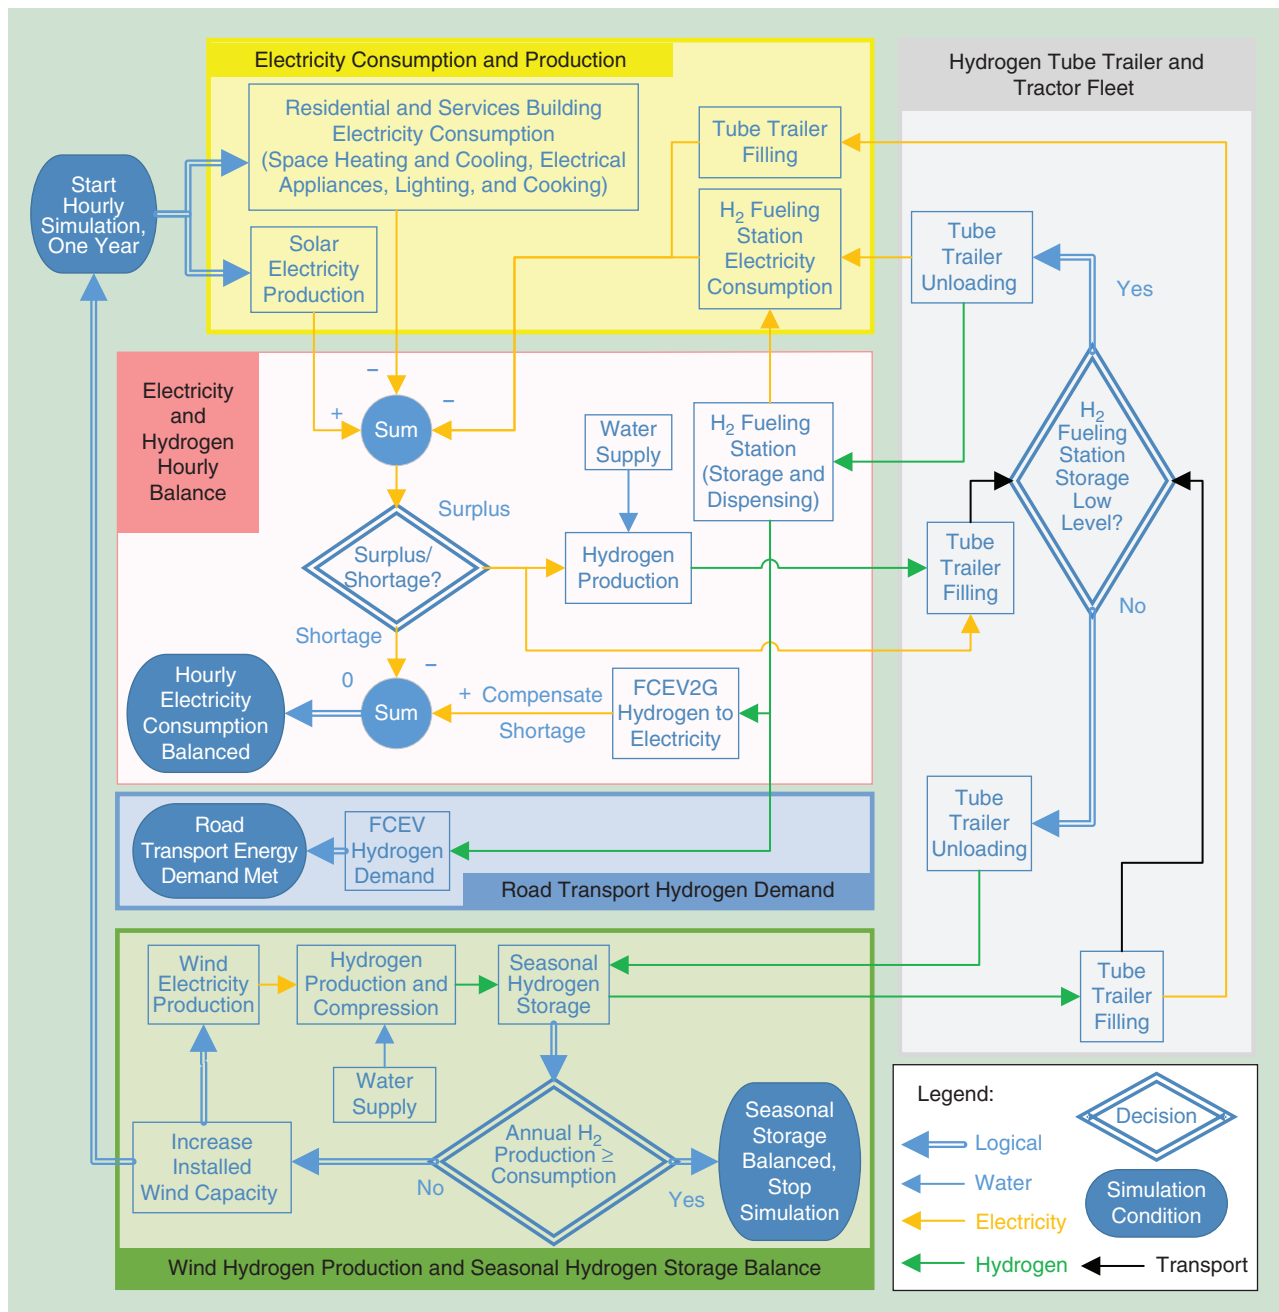 Electricity Consumption and Production
Residential and Services Building
Electricity Consumption
(Space Heating and Cooling, Electrical
Appliances, Lighting, and Cooking)
Tube Trailer
Filling
Hydrogen Tube Trailer and
Tractor Fleet
Start
Hourly
Simulation,
One Year
Solar
Electricity
Production
H2 Fueling
Station
Electricity
Consumption
Tube
Trailer
Unloading
Yes
Electricity
and
Hydrogen
Hourly
Balance
−
+
−
Sum
Water
Supply
H2 Fueling
Station
(Storage and
Dispensing)
H2
Fueling
Station
Storage
Low
Level?
Surplus
Surplus/
Shortage?
Hydrogen
Production
Tube
Trailer
Filling
No
Shortage
Hourly
Electricity
Consumption
Balanced
0
−
Sum
+ Compensate
Shortage
FCEV2G
Hydrogen to
Electricity
Road
Transport Energy
Demand Met
FCEV
Hydrogen
Demand
Tube
Trailer
Unloading
Road Transport Hydrogen Demand
Wind
Electricity
Production
Hydrogen
Production and
Compression
Seasonal
Hydrogen
Storage
Tube
Trailer
Filling
Water
Supply
Increase
Installed
Wind Capacity
No
Annual H2
Production ≥
Consumption
Yes
Seasonal
Storage
Balanced,
Stop
Simulation
Wind Hydrogen Production and Seasonal Hydrogen Storage Balance
Legend:
Decision
Logical
Water
Simulation
Condition
Electricity
Hydrogen
Transport